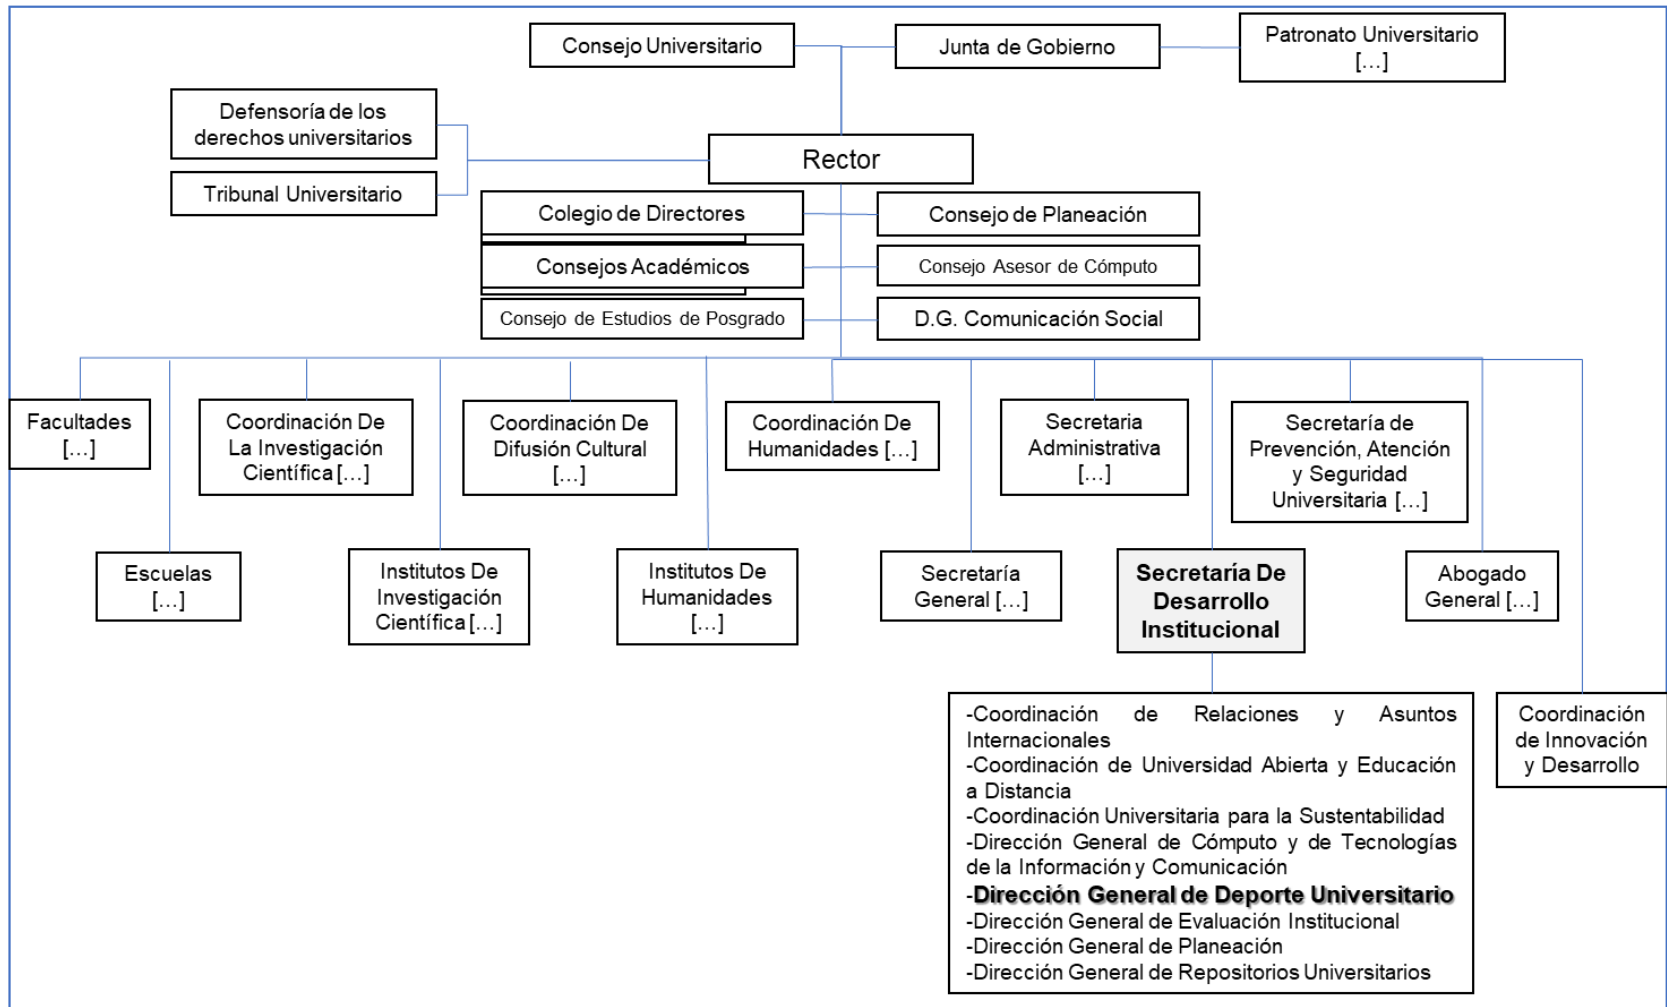 Consejo Universitario
Junta de Gobierno
Patronato Universitario
[…]
Defensoría de los
derechos universitarios
Rector
Tribunal Universitario
Colegio de Directores
Consejo de Planeación
Consejos Académicos
Consejo Asesor de Cómputo
Consejo de Estudios de Posgrado
D.G. Comunicación Social
Facultades
[…]
Coordinación De
La Investigación
Científica […]
Coordinación De
Difusión Cultural
[…]
Coordinación De
Humanidades […]
Secretaria
Administrativa
[…]
Secretaría de
Prevención, Atención
y Seguridad
Universitaria […]
Escuelas
[…]
Institutos De
Investigación
Científica […]
Institutos De
Humanidades
[…]
Secretaría
General […]
Secretaría De
Desarrollo
Institucional
Abogado
General […]
-Coordinación de Relaciones y Asuntos
Internacionales
-Coordinación de Universidad Abierta y Educación
a Distancia
-Coordinación Universitaria para la Sustentabilidad
-Dirección General de Cómputo y de Tecnologías
de la Información y Comunicación
-Dirección General de Deporte Universitario
-Dirección General de Evaluación Institucional
-Dirección General de Planeación
-Dirección General de Repositorios Universitarios
Coordinación
de Innovación
y Desarrollo